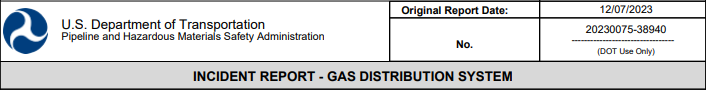 U.S. Department of Transportation
Pipeline and Hazardous Materials Safety Administration
Original Report Date: 12/07/2023
No. 20230075-38940
--------------------------------
(DOT Use Only)
INCIDENT REPORT - GAS DISTRIBUTION SYSTEM